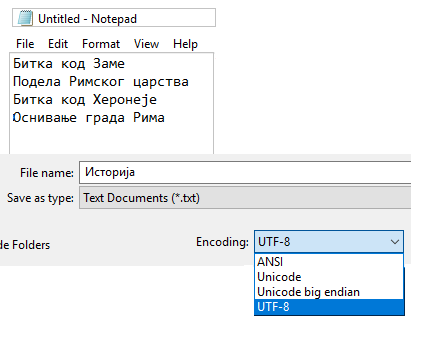 Untitled - Notepad
File Edit Format View Help
Битка код Заме
Подела Римског царства
Битка код Херонеје
Оснивање града Рима
File name: Историја
Save as type: Text Documents (*.txt)
de Folders Encoding: UTF-8
ANSI
Unicode
Unicode big endian
UTF-8